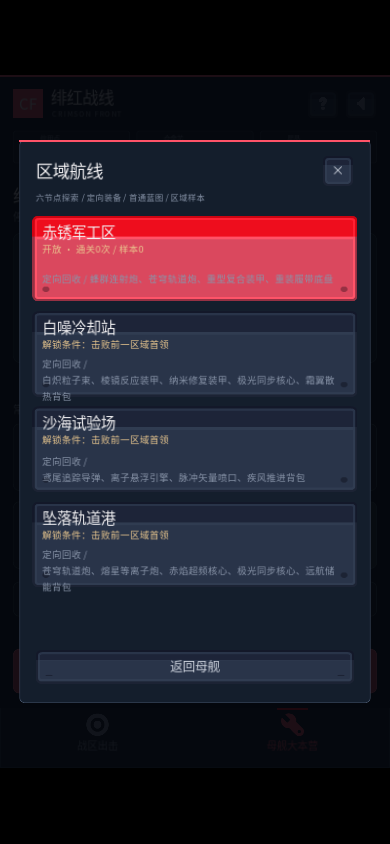 CF
绯红战线
?
区域航线
×
六节点探索 / 定向装备 / 首通蓝图 / 区域样本
赤锈军工区
开放 · 通关0次 / 样本0
定向回收 / 蜂群连射炮、苍穹轨道炮、重型复合装甲、重装履带底盘
白噪冷却站
解锁条件：击败前一区域首领
定向回收 /
白炽粒子束、棱镜反应装甲、纳米修复装甲、极光同步核心、霜翼散
热背包
沙海试验场
解锁条件：击败前一区域首领
定向回收 /
鸢尾追踪导弹、离子悬浮引擎、脉冲矢量喷口、疾风推进背包
坠落轨道港
解锁条件：击败前一区域首领
定向回收 /
苍穹轨道炮、熔星等离子炮、赤焰超频核心、极光同步核心、远航储
能背包
返回母舰